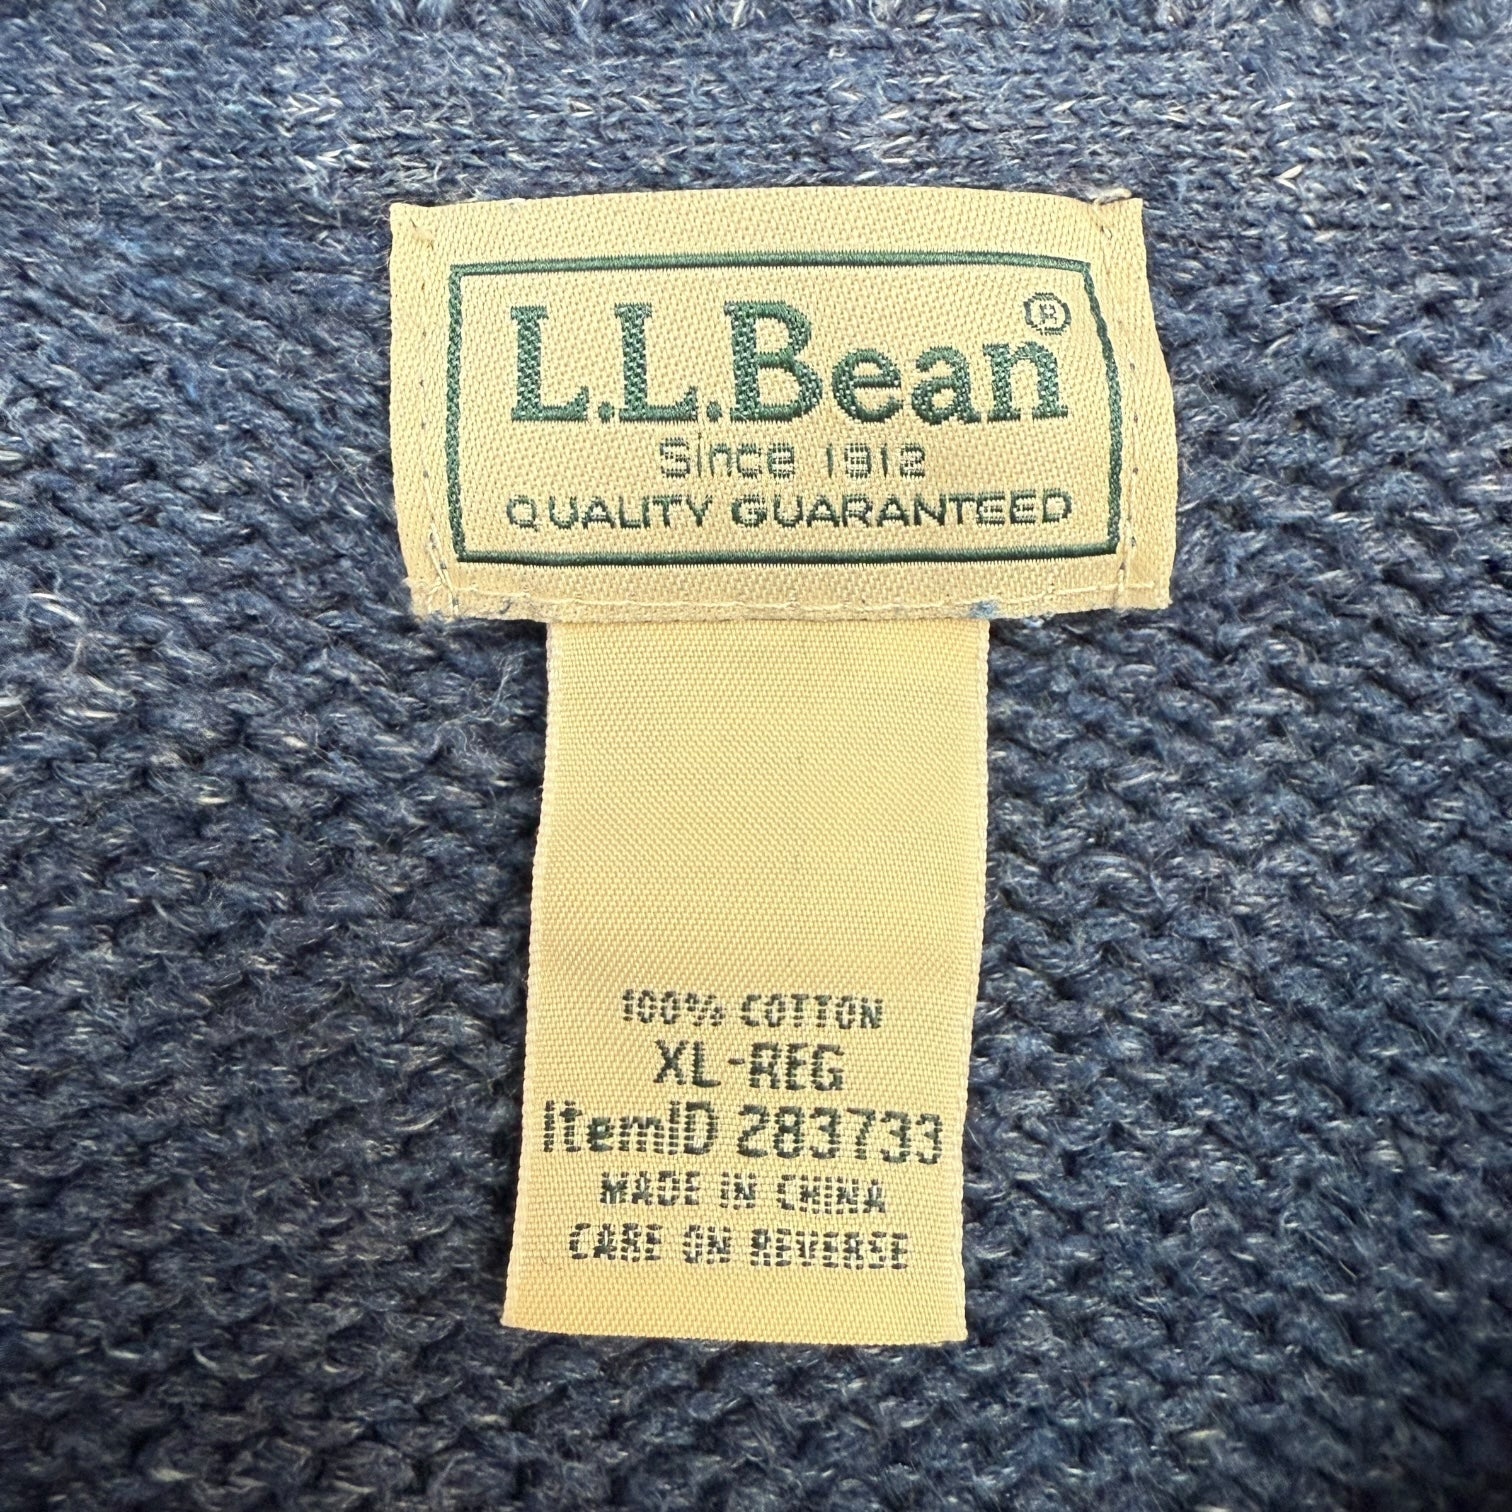 L.L.Bean®
Since 1912
QUALITY GUARANTEED
100% COTTON
XL-REG
ItemID 283733
MADE IN CHINA
CARE ON REVERSE